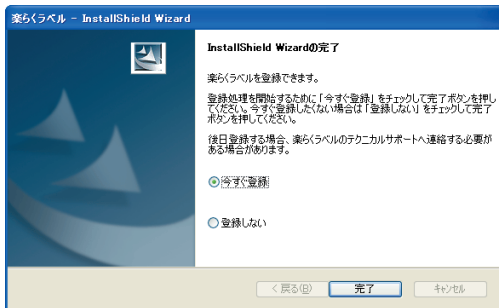 楽らくラベル - InstallShield Wizard
InstallShield Wizardの完了
楽らくラベルを登録できます。
登録処理を開始するために「今すぐ登録」をチェックして完了ボタンを押し
てください。今すぐ登録したくない場合は「登録しない」をチェックして完了
ボタンを押してください。
後日登録する場合、楽らくラベルのテクニカルサポートへ連絡する必要が
ある場合があります。
今すぐ登録
登録しない
< 戻る(B)
完了
キャンセル